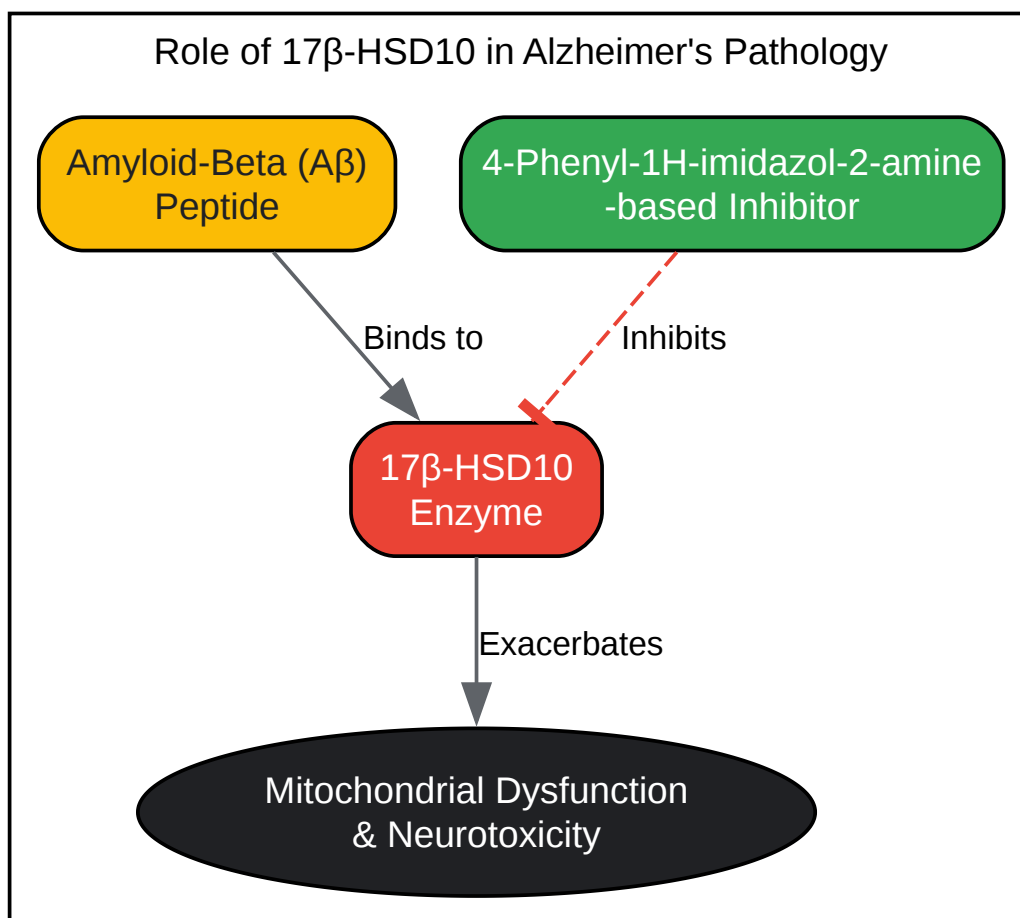 Role of 17β-HSD10 in Alzheimer's Pathology
Amyloid-Beta (Aβ)
Peptide
4-Phenyl-1H-imidazol-2-amine
-based Inhibitor
Binds to
Inhibits
17β-HSD10
Enzyme
Exacerbates
Mitochondrial Dysfunction
& Neurotoxicity